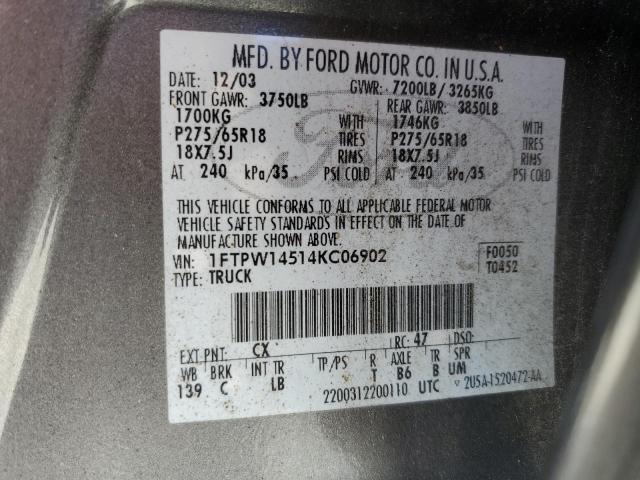 MFD. BY FORD MOTOR CO. IN U.S.A.
DATE: 12/03 GVWR: 7200LB / 3265KG
FRONT GAWR: 3750LB REAR GAWR: 3850LB
1700KG WITH 1746KG WITH
P275/65R18 TIRES P275/65R18 TIRES
18X7.5J RIMS 18X7.5J RIMS
AT 240 kPa/35 PSI COLD AT 240 kPa/35 PSI COLD
THIS VEHICLE CONFORMS TO ALL APPLICABLE FEDERAL MOTOR
VEHICLE SAFETY STANDARDS IN EFFECT ON THE DATE OF
MANUFACTURE SHOWN ABOVE.
VIN: 1FTPW14514KC06902 F0050
TYPE: TRUCK T0452
EXT PNT: CX RC: 47 DSO:
WB BRK INT TR TP/PS R AXLE TR SPR
139 C LB T B6 B UM
2200312200110 UTC 2U5A-1520472-AA
Ford